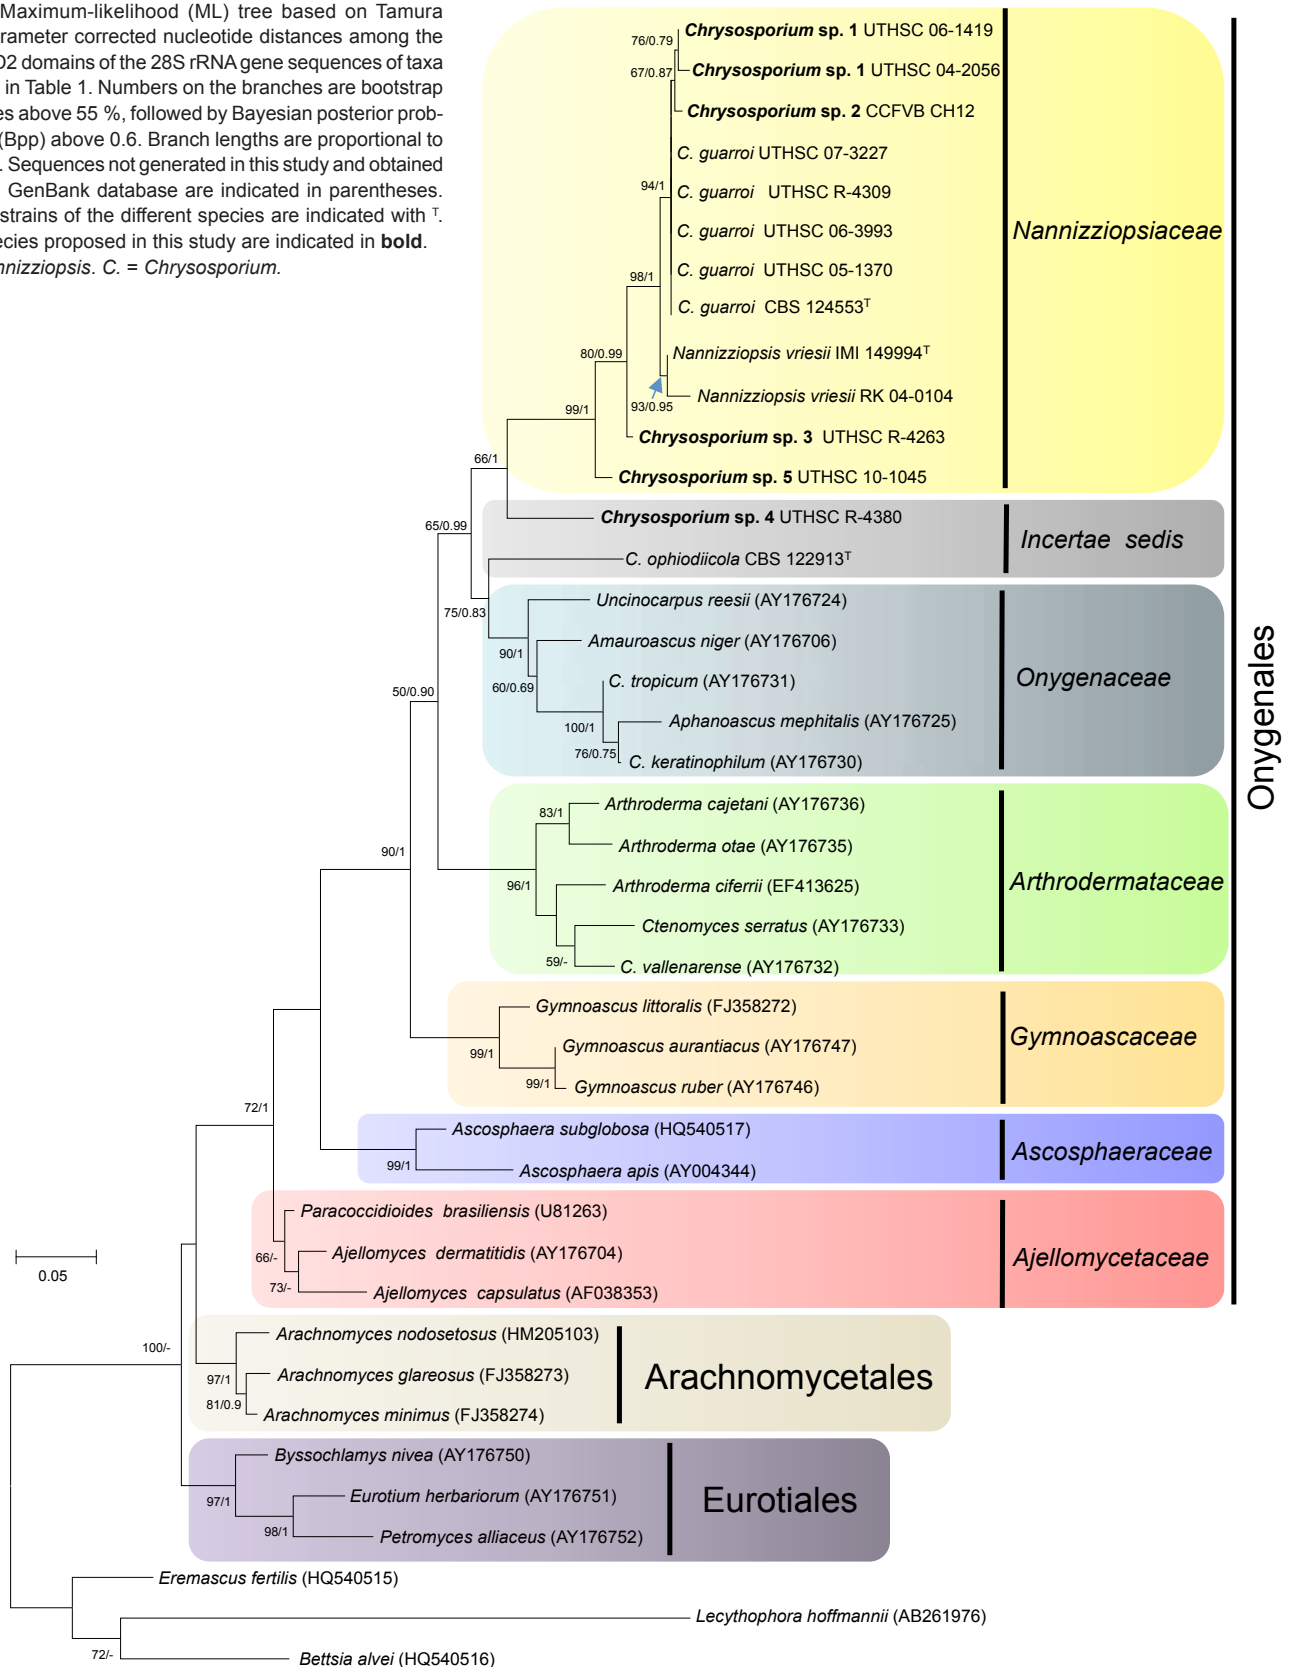 Maximum-likelihood (ML) tree based on Tamura
rameter corrected nucleotide distances among the
D2 domains of the 28S rRNA gene sequences of taxa
in Table 1. Numbers on the branches are bootstrap
es above 55 %, followed by Bayesian posterior prob-
(Bpp) above 0.6. Branch lengths are proportional to
. Sequences not generated in this study and obtained
GenBank database are indicated in parentheses.
strains of the different species are indicated with T.
ecies proposed in this study are indicated in bold.
nnizziopsis. C. = Chrysosporium.
76/0.79
Chrysosporium sp. 1 UTHSC 06-1419
67/0.87
Chrysosporium sp. 1 UTHSC 04-2056
Chrysosporium sp. 2 CCFVB CH12
C. guarroi UTHSC 07-3227
94/1
C. guarroi UTHSC R-4309
C. guarroi UTHSC 06-3993
Nannizziopsiaceae
C. guarroi UTHSC 05-1370
98/1
C. guarroi CBS 124553T
80/0.99
Nannizziopsis vriesii IMI 149994T
Nannizziopsis vriesii RK 04-0104
93/0.95
99/1
Chrysosporium sp. 3 UTHSC R-4263
66/1
Chrysosporium sp. 5 UTHSC 10-1045
65/0.99
Chrysosporium sp. 4 UTHSC R-4380
Incertae sedis
C. ophiodiicola CBS 122913T
75/0.83
Uncinocarpus reesii (AY176724)
90/1
Amauroascus niger (AY176706)
60/0.69
C. tropicum (AY176731)
Onygenaceae
50/0.90
100/1
Aphanoascus mephitalis (AY176725)
76/0.75
C. keratinophilum (AY176730)
Onygenales
83/1
Arthroderma cajetani (AY176736)
90/1
Arthroderma otae (AY176735)
96/1
Arthroderma ciferrii (EF413625)
Arthrodermataceae
Ctenomyces serratus (AY176733)
59/-
C. vallenarense (AY176732)
Gymnoascus littoralis (FJ358272)
99/1
Gymnoascus aurantiacus (AY176747)
Gymnoascaceae
99/1
Gymnoascus ruber (AY176746)
72/1
Ascosphaera subglobosa (HQ540517)
99/1
Ascosphaera apis (AY004344)
Ascosphaeraceae
Paracoccidioides brasiliensis (U81263)
66/-
Ajellomyces dermatitidis (AY176704)
Ajellomycetaceae
0.05
73/-
Ajellomyces capsulatus (AF038353)
100/-
Arachnomyces nodosetosus (HM205103)
97/1
Arachnomyces glareosus (FJ358273)
Arachnomycetales
81/0.9
Arachnomyces minimus (FJ358274)
Byssochlamys nivea (AY176750)
97/1
Eurotium herbariorum (AY176751)
Eurotiales
98/1
Petromyces alliaceus (AY176752)
Eremascus fertilis (HQ540515)
Lecythophora hoffmannii (AB261976)
72/-
Bettsia alvei (HQ540516)